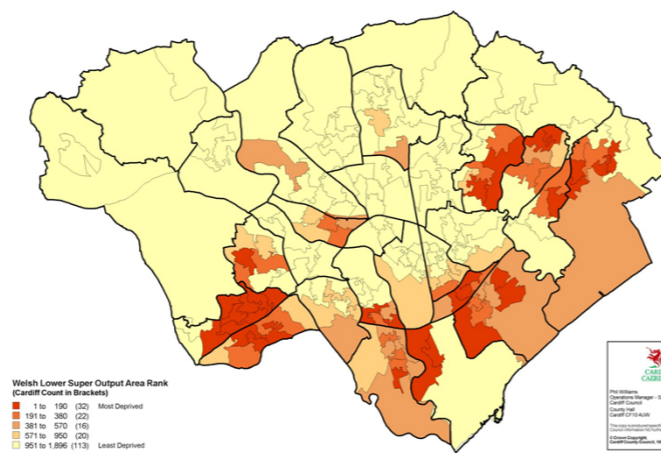 Welsh Lower Super Output Area Rank
(Cardiff Count in Brackets)
1 to 190 (32) Most Deprived
191 to 380 (22)
381 to 570 (16)
571 to 950 (20)
951 to 1,896 (113) Least Deprived
Phil Williams
Operations Manager - S
Cardiff Council
County Hall
Cardiff CF10 4UW
© Crown Copyright.